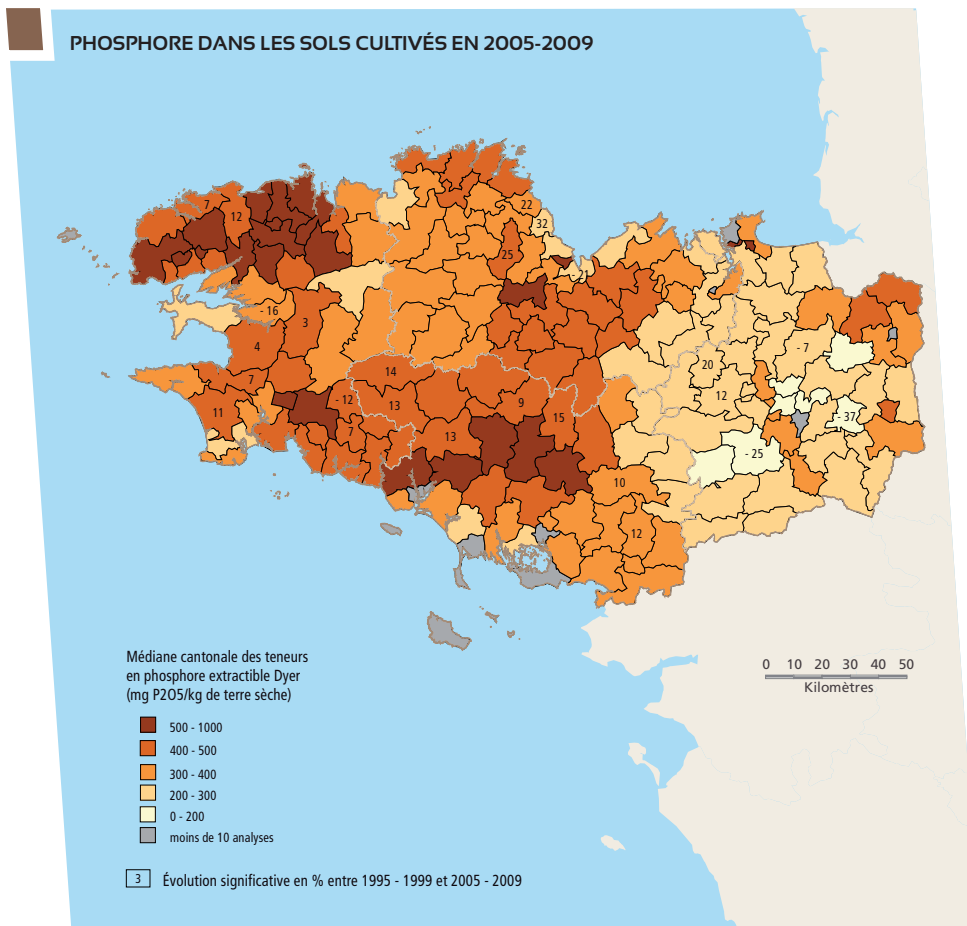 PHOSPHORE DANS LES SOLS CULTIVÉS EN 2005-2009
7
12
22
32
25
21
- 16
3
4
- 7
7
14
20
11
- 12
13
9
12
7
13
15
- 37
- 25
10
12
Médiane cantonale des teneurs
en phosphore extractible Dyer
(mg P2O5/kg de terre sèche)
500 - 1000
400 - 500
300 - 400
200 - 300
0 - 200
moins de 10 analyses
3 Évolution significative en % entre 1995 - 1999 et 2005 - 2009
0 10 20 30 40 50
Kilomètres